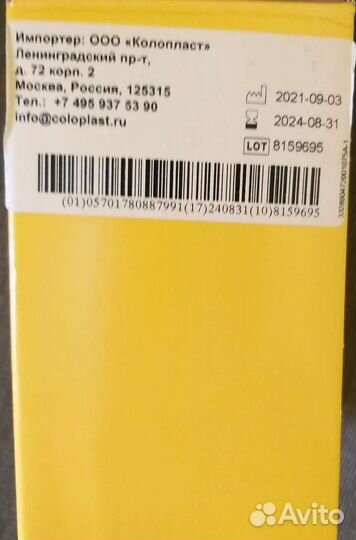 Импортер: ООО «Колопласт»
Ленинградский пр-т,
д. 72 корп. 2
Москва, Россия, 125315
Тел.: +7 495 937 53 90
info@coloplast.ru
2021-09-03
2024-08-31
LOT 8159695
(01)05701780887991(17)240831(10)8159695
Avito